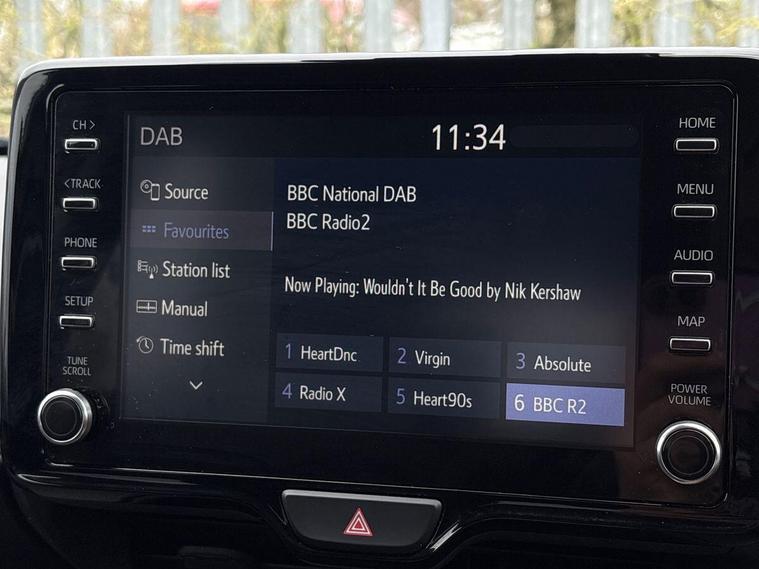 CH >
< TRACK
PHONE
SETUP
TUNE
SCROLL
DAB
11:34
Source
Favourites
Station list
Manual
Time shift
BBC National DAB
BBC Radio2
Now Playing: Wouldn't It Be Good by Nik Kershaw
1 HeartDnc
2 Virgin
3 Absolute
4 Radio X
5 Heart90s
6 BBC R2
HOME
MENU
AUDIO
MAP
POWER
VOLUME